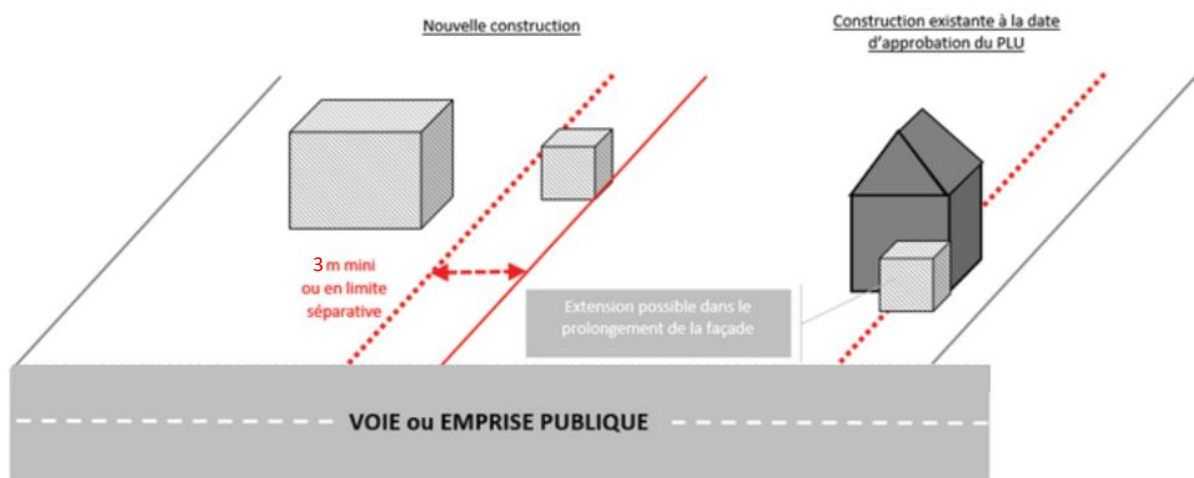 Nouvelle construction
Construction existante à la date
d'approbation du PLU
3 m mini
ou en limite
séparative
Extension possible dans le
prolongement de la façade
VOIE ou EMPRISE PUBLIQUE